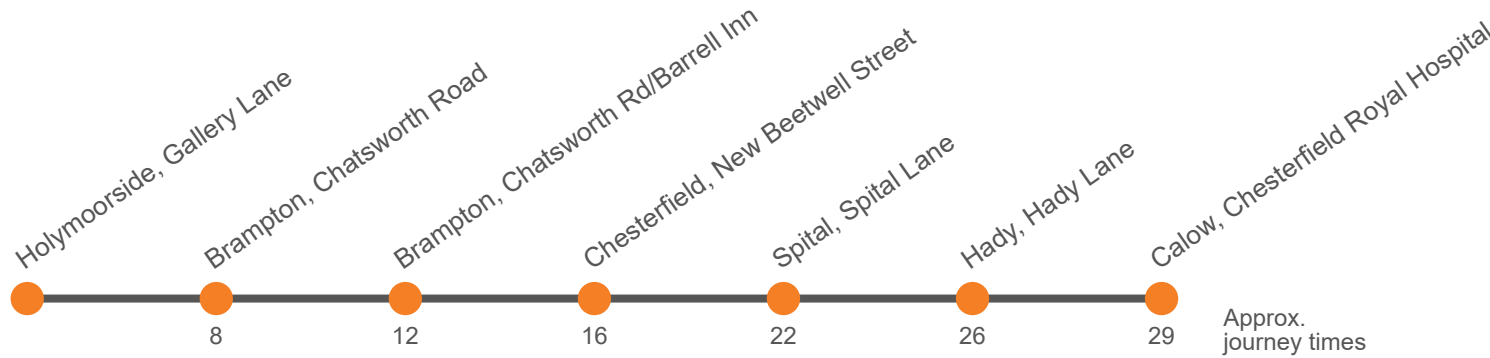 Holymoorside, Gallery Lane
Brampton, Chatsworth Road
Brampton, Chatsworth Rd/Barrell Inn
Chesterfield, New Beetwell Street
Spital, Spital Lane
Hady, Hady Lane
Calow, Chesterfield Royal Hospital
8
12
16
22
26
29
Approx.
journey times